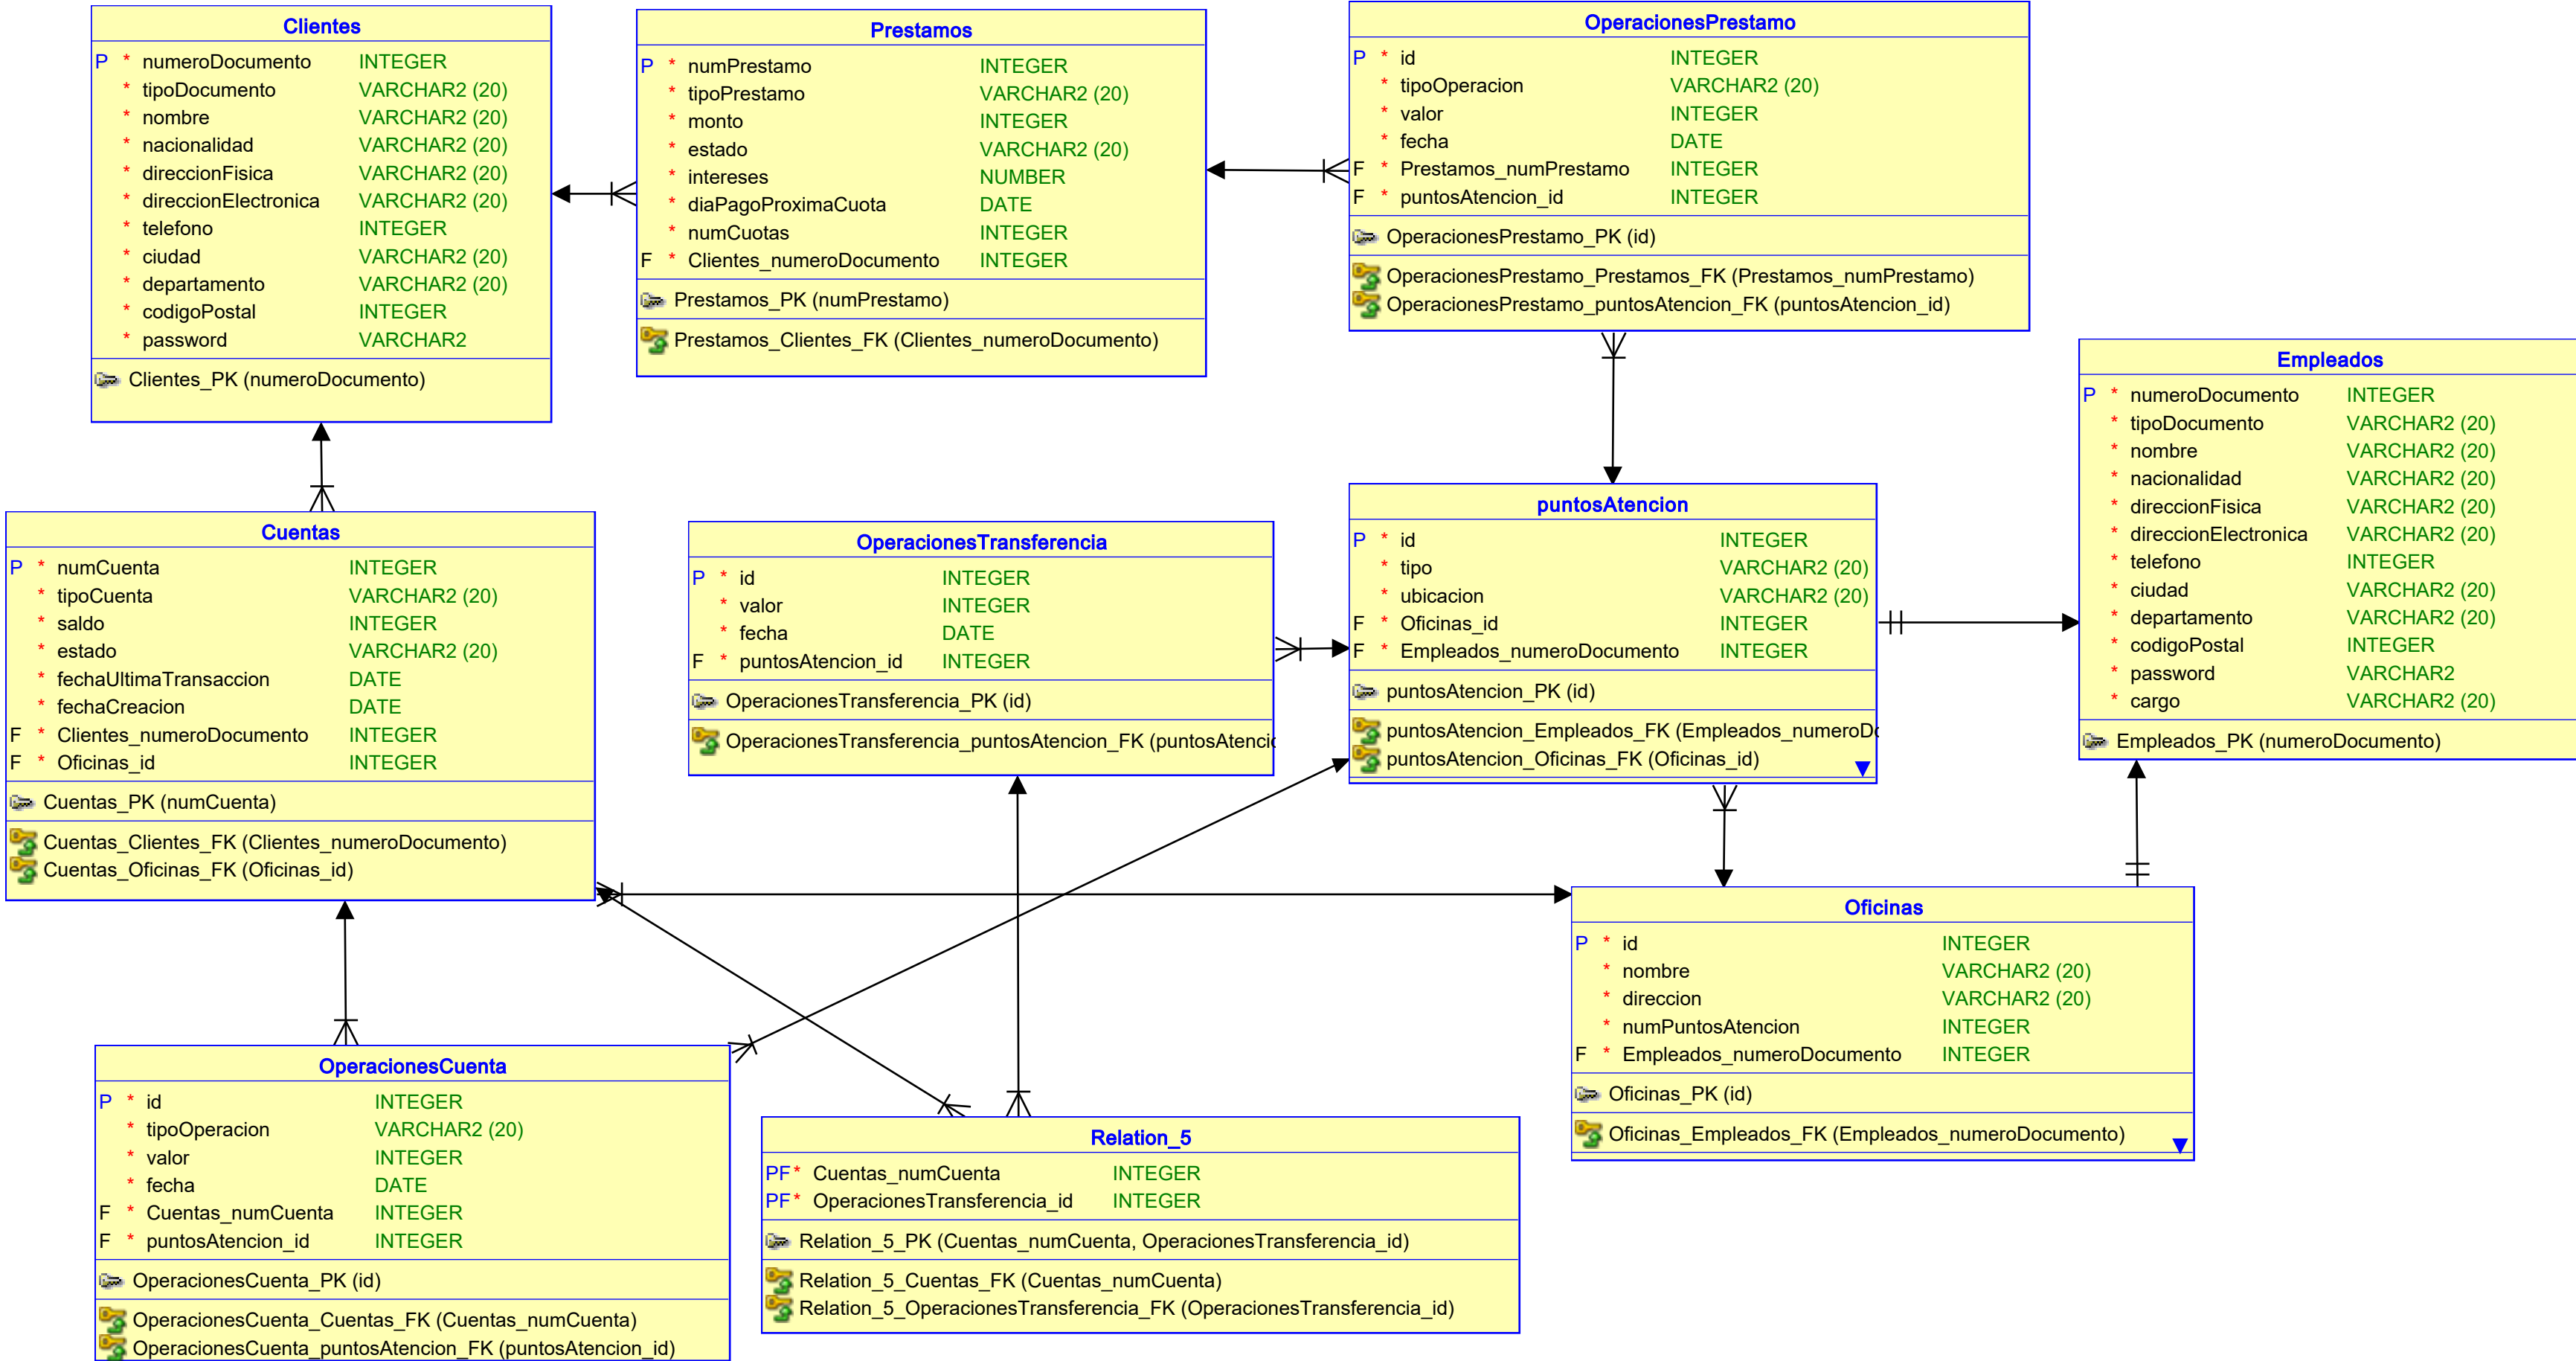 Clientes
P * numeroDocumento INTEGER
* tipoDocumento VARCHAR2 (20)
* nombre VARCHAR2 (20)
* nacionalidad VARCHAR2 (20)
* direccionFisica VARCHAR2 (20)
* direccionElectronica VARCHAR2 (20)
* telefono INTEGER
* ciudad VARCHAR2 (20)
* departamento VARCHAR2 (20)
* codigoPostal INTEGER
* password VARCHAR2
Clientes_PK (numeroDocumento)
Prestamos
P * numPrestamo INTEGER
* tipoPrestamo VARCHAR2 (20)
* monto INTEGER
* estado VARCHAR2 (20)
* intereses NUMBER
* diaPagoProximaCuota DATE
* numCuotas INTEGER
F * Clientes_numeroDocumento INTEGER
Prestamos_PK (numPrestamo)
Prestamos_Clientes_FK (Clientes_numeroDocumento)
OperacionesPrestamo
P * id INTEGER
* tipoOperacion VARCHAR2 (20)
* valor INTEGER
* fecha DATE
F * Prestamos_numPrestamo INTEGER
F * puntosAtencion_id INTEGER
OperacionesPrestamo_PK (id)
OperacionesPrestamo_Prestamos_FK (Prestamos_numPrestamo)
OperacionesPrestamo_puntosAtencion_FK (puntosAtencion_id)
Empleados
P * numeroDocumento INTEGER
* tipoDocumento VARCHAR2 (20)
* nombre VARCHAR2 (20)
* nacionalidad VARCHAR2 (20)
* direccionFisica VARCHAR2 (20)
* direccionElectronica VARCHAR2 (20)
* telefono INTEGER
* ciudad VARCHAR2 (20)
* departamento VARCHAR2 (20)
* codigoPostal INTEGER
* password VARCHAR2
* cargo VARCHAR2 (20)
Empleados_PK (numeroDocumento)
Cuentas
P * numCuenta INTEGER
* tipoCuenta VARCHAR2 (20)
* saldo INTEGER
* estado VARCHAR2 (20)
* fechaUltimaTransaccion DATE
* fechaCreacion DATE
F * Clientes_numeroDocumento INTEGER
F * Oficinas_id INTEGER
Cuentas_PK (numCuenta)
Cuentas_Clientes_FK (Clientes_numeroDocumento)
Cuentas_Oficinas_FK (Oficinas_id)
OperacionesTransferencia
P * id INTEGER
* valor INTEGER
* fecha DATE
F * puntosAtencion_id INTEGER
OperacionesTransferencia_PK (id)
OperacionesTransferencia_puntosAtencion_FK (puntosAtencic
puntosAtencion
P * id INTEGER
* tipo VARCHAR2 (20)
* ubicacion VARCHAR2 (20)
F * Oficinas_id INTEGER
F * Empleados_numeroDocumento INTEGER
puntosAtencion_PK (id)
puntosAtencion_Empleados_FK (Empleados_numeroDo
puntosAtencion_Oficinas_FK (Oficinas_id)
Oficinas
P * id INTEGER
* nombre VARCHAR2 (20)
* direccion VARCHAR2 (20)
* numPuntosAtencion INTEGER
F * Empleados_numeroDocumento INTEGER
Oficinas_PK (id)
Oficinas_Empleados_FK (Empleados_numeroDocumento)
OperacionesCuenta
P * id INTEGER
* tipoOperacion VARCHAR2 (20)
* valor INTEGER
* fecha DATE
F * Cuentas_numCuenta INTEGER
F * puntosAtencion_id INTEGER
OperacionesCuenta_PK (id)
OperacionesCuenta_Cuentas_FK (Cuentas_numCuenta)
OperacionesCuenta_puntosAtencion_FK (puntosAtencion_id)
Relation_5
PF * Cuentas_numCuenta INTEGER
PF * OperacionesTransferencia_id INTEGER
Relation_5_PK (Cuentas_numCuenta, OperacionesTransferencia_id)
Relation_5_Cuentas_FK (Cuentas_numCuenta)
Relation_5_OperacionesTransferencia_FK (OperacionesTransferencia_id)